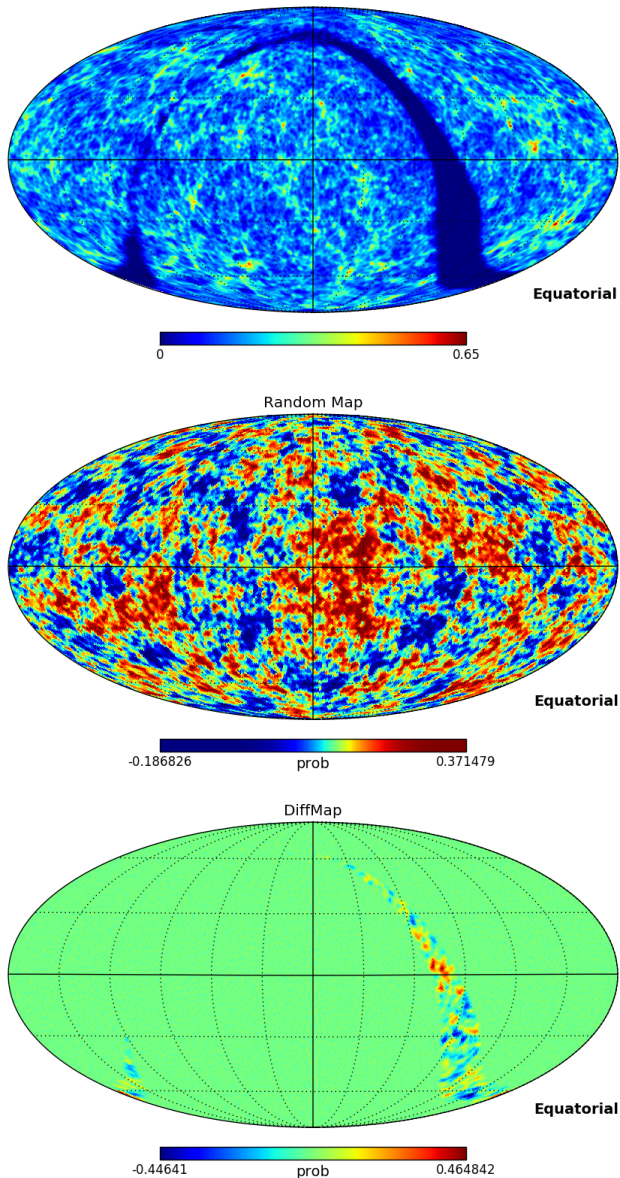 Equatorial
0 0.65
Random Map
Equatorial
-0.186826 prob 0.371479
DiffMap
Equatorial
-0.44641 prob 0.464842